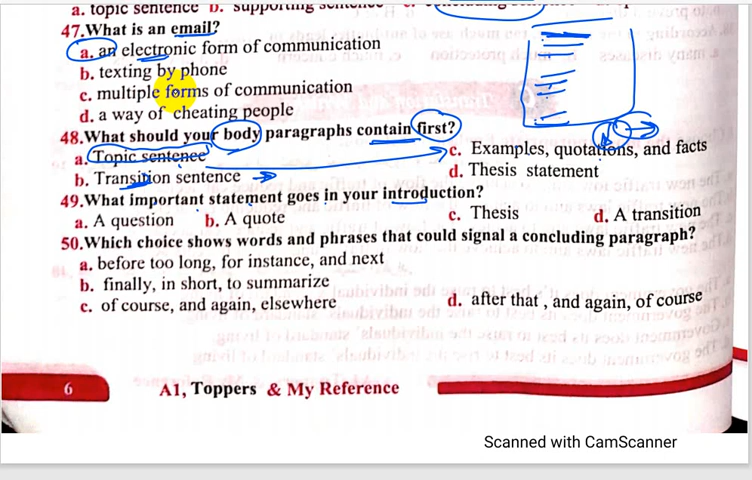 a. topic sentence b. supporting sentence
47.What is an email?
a. an electronic form of communication
b. texting by phone
c. multiple forms of communication
d. a way of cheating people
48.What should your body paragraphs contain first?
a. Topic sentence c. Examples, quotations, and facts
b. Transition sentence d. Thesis statement
49.What important statement goes in your introduction?
a. A question b. A quote c. Thesis d. A transition
50.Which choice shows words and phrases that could signal a concluding paragraph?
a. before too long, for instance, and next
b. finally, in short, to summarize
c. of course, and again, elsewhere d. after that , and again, of course
6 A1, Toppers & My Reference
Scanned with CamScanner